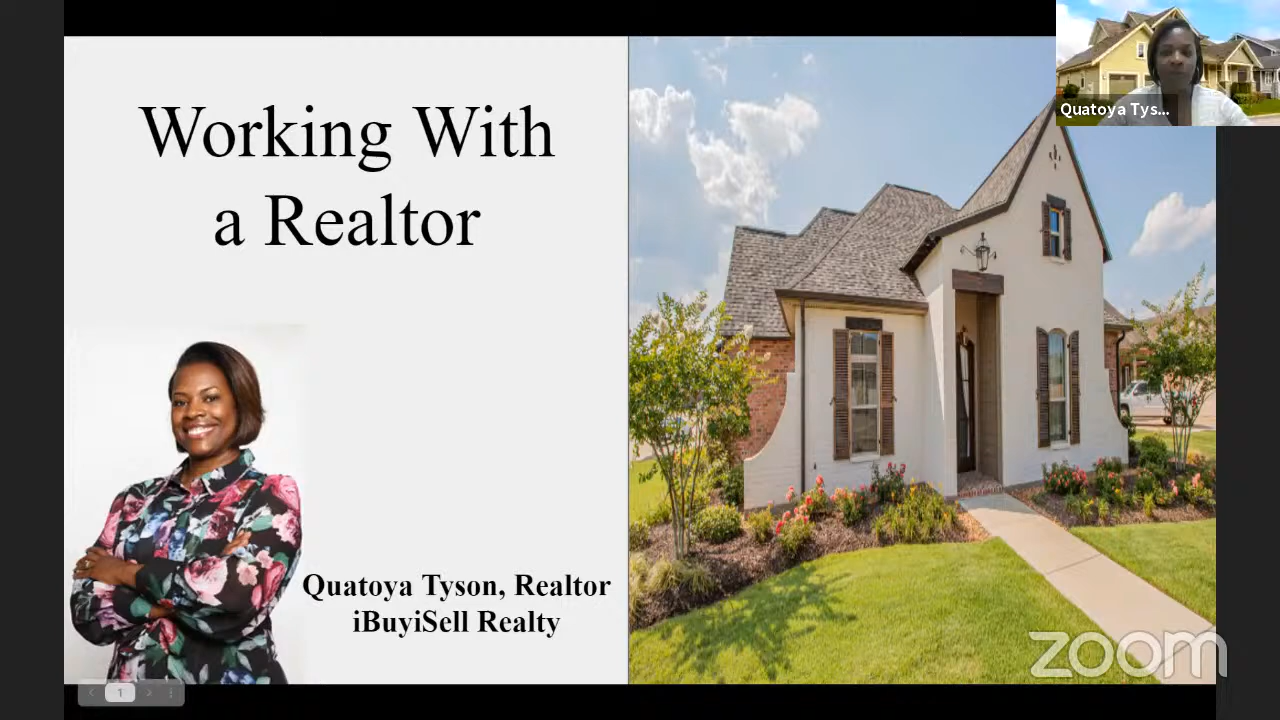 Working With
a Realtor
Quatoya Tyson, Realtor
iBuyiSell Realty
Quatoya Tys...
1
zoom